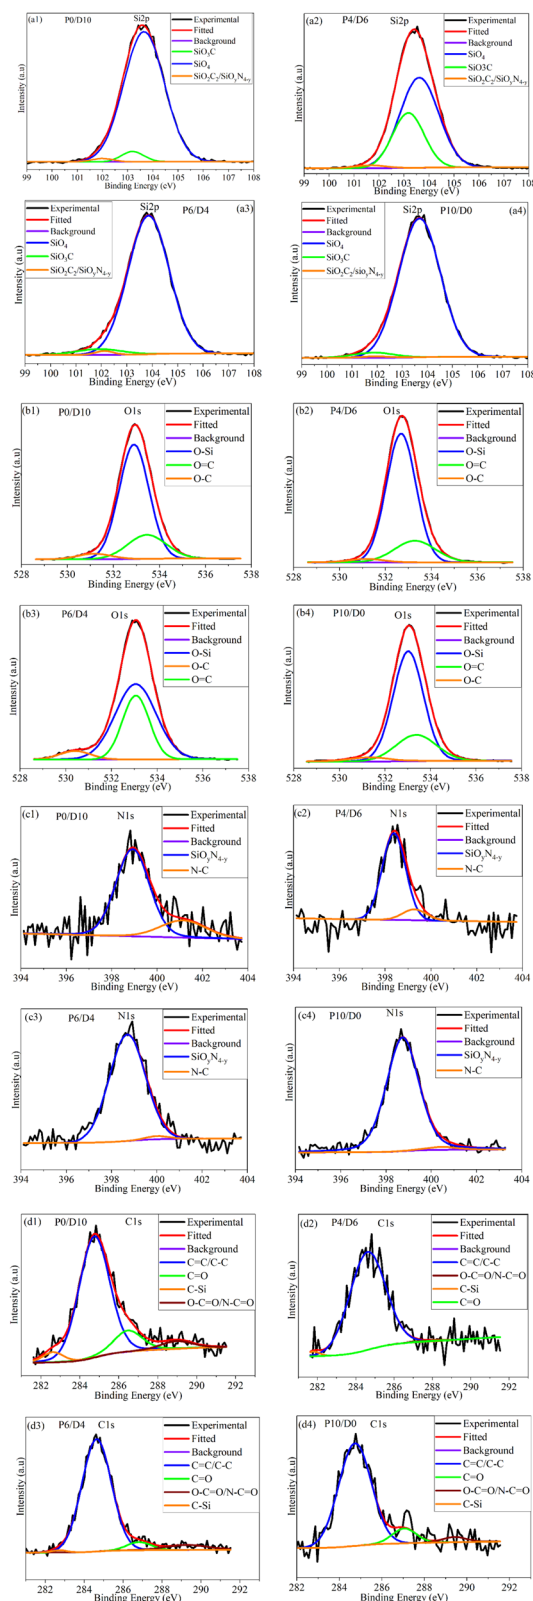 (a1) P0/D10 Si2p
Experimental
Fitted
Background
SiO₃C
SiO₄
SiO₂C₂/SiOᵧN₄₋ᵧ
Intensity (a.u)
99 100 101 102 103 104 105 106 107 108
Binding Energy (eV)
(a2) P4/D6 Si2p
Experimental
Fitted
Background
SiO₄
SiO3C
SiO₂C₂/SiOᵧN₄₋ᵧ
Intensity (a.u)
99 100 101 102 103 104 105 106 107 108
Binding Energy (eV)
Si2p P6/D4 (a3)
Experimental
Fitted
Background
SiO₄
SiO₃C
SiO₂C₂/SiOᵧN₄₋ᵧ
Intensity (a.u)
99 100 101 102 103 104 105 106 107 108
Binding Energy (eV)
Si2p P10/D0 (a4)
Experimental
Fitted
Background
SiO₄
SiO₃C
SiO₂C₂/sioᵧN₄₋ᵧ
Intensity (a.u)
99 100 101 102 103 104 105 106 107 108
Binding Energy (eV)
(b1) P0/D10 O1s
Experimental
Fitted
Background
O-Si
O=C
O-C
Intensity (a.u)
528 530 532 534 536 538
Binding Energy (eV)
(b2) P4/D6 O1s
Experimental
Fitted
Background
O-Si
O=C
O-C
Intensity (a.u)
528 530 532 534 536 538
Binding Energy (eV)
(b3) P6/D4 O1s
Experimental
Fitted
Background
O-Si
O-C
O=C
Intensity (a.u)
528 530 532 534 536 538
Binding Energy (eV)
(b4) P10/D0 O1s
Experimental
Fitted
Background
O-Si
O=C
O-C
Intensity (a.u)
528 530 532 534 536 538
Binding Energy (eV)
(c1) P0/D10 N1s
Experimental
Fitted
Background
SiOᵧN₄₋ᵧ
N-C
Intensity (a.u)
394 396 398 400 402 404
Binding Energy (eV)
(c2) P4/D6 N1s
Experimental
Fitted
Background
SiOᵧN₄₋ᵧ
N-C
Intensity (a.u)
394 396 398 400 402 404
Binding Energy (eV)
(c3) P6/D4 N1s
Experimental
Fitted
Background
SiOᵧN₄₋ᵧ
N-C
Intensity (a.u)
394 396 398 400 402 404
Binding Energy (eV)
(c4) P10/D0 N1s
Experimental
Fitted
Background
SiOᵧN₄₋ᵧ
N-C
Intensity (a.u)
394 396 398 400 402 404
Binding Energy (eV)
(d1) P0/D10 C1s
Experimental
Fitted
Background
C=C/C-C
C=O
C-Si
O-C=O/N-C=O
Intensity (a.u)
282 284 286 288 290 292
Binding Energy (eV)
(d2) P4/D6 C1s
Experimental
Fitted
Background
C=C/C-C
O-C=O/N-C=O
C-Si
C=O
Intensity (a.u)
282 284 286 288 290 292
Binding Energy (eV)
(d3) P6/D4 C1s
Experimental
Fitted
Background
C=C/C-C
C=O
O-C=O/N-C=O
C-Si
Intensity (a.u)
282 284 286 288 290 292
Binding Energy (eV)
(d4) P10/D0 C1s
Experimental
Fitted
Background
C=C/C-C
C=O
O-C=O/N-C=O
C-Si
Intensity (a.u)
282 284 286 288 290 292
Binding Energy (eV)